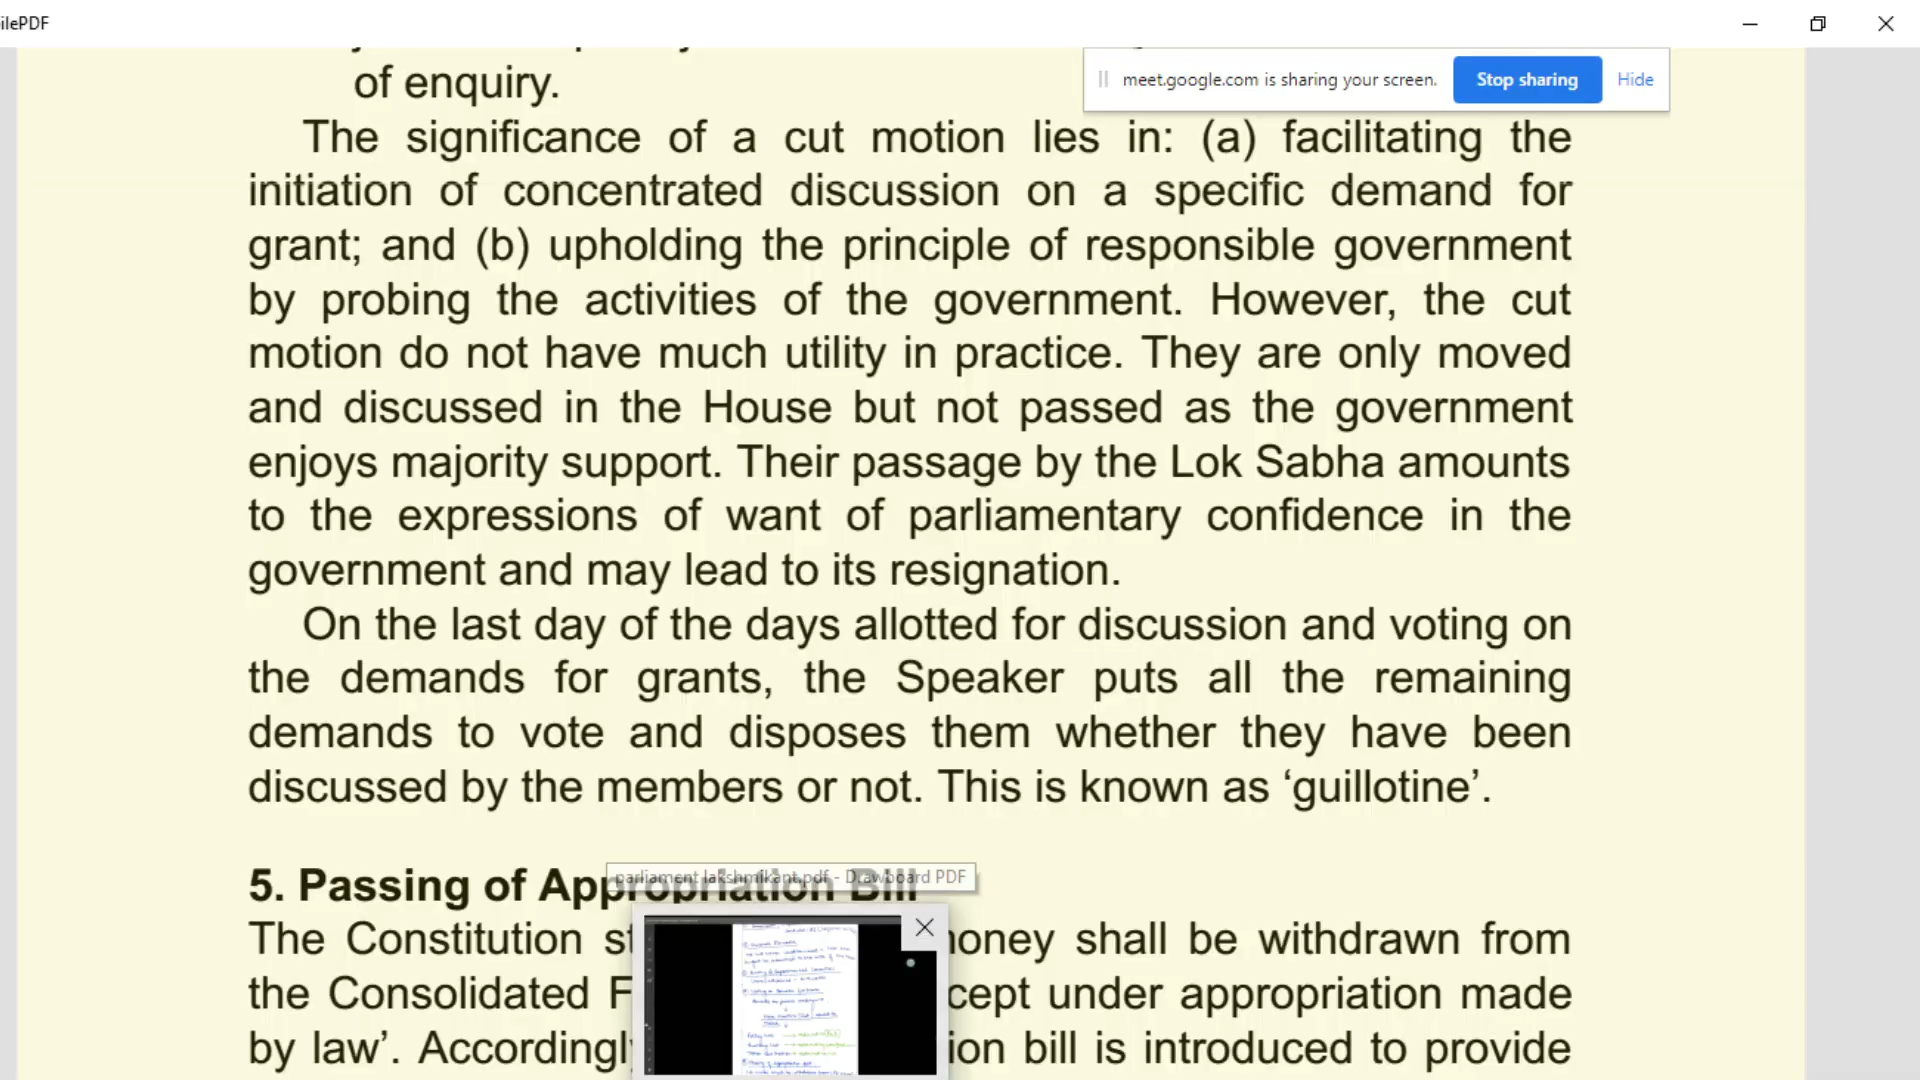 ilePDF
meet.google.com is sharing your screen. Stop sharing Hide
of enquiry.
The significance of a cut motion lies in: (a) facilitating the
initiation of concentrated discussion on a specific demand for
grant; and (b) upholding the principle of responsible government
by probing the activities of the government. However, the cut
motion do not have much utility in practice. They are only moved
and discussed in the House but not passed as the government
enjoys majority support. Their passage by the Lok Sabha amounts
to the expressions of want of parliamentary confidence in the
government and may lead to its resignation.
On the last day of the days allotted for discussion and voting on
the demands for grants, the Speaker puts all the remaining
demands to vote and disposes them whether they have been
discussed by the members or not. This is known as ‘guillotine’.
parliament lakshmikant.pdf - Drawboard PDF
5. Passing of Appropriation Bill
The Constitution st oney shall be withdrawn from
the Consolidated F cept under appropriation made
by law’. Accordingly ion bill is introduced to provide